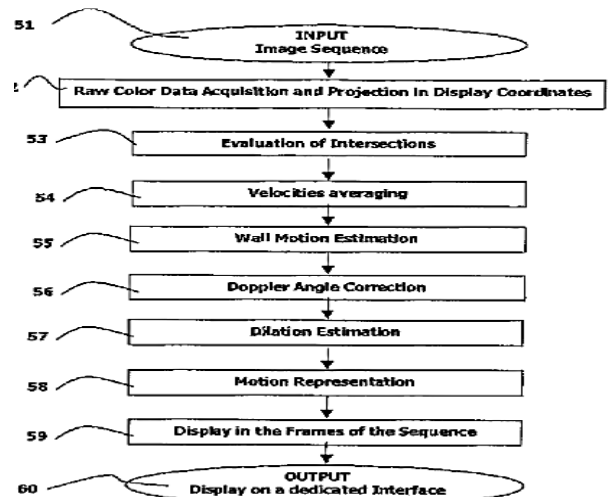 51
INPUT
Image Sequence
2
Raw Color Data Acquisition and Projection in Display Coordinates
53
Evaluation of Intersections
54
Velocities averaging
55
Wall Motion Estimation
56
Doppler Angle Correction
57
Dilation Estimation
58
Motion Representation
59
Display in the Frames of the Sequence
60
OUTPUT
Display on a dedicated Interface